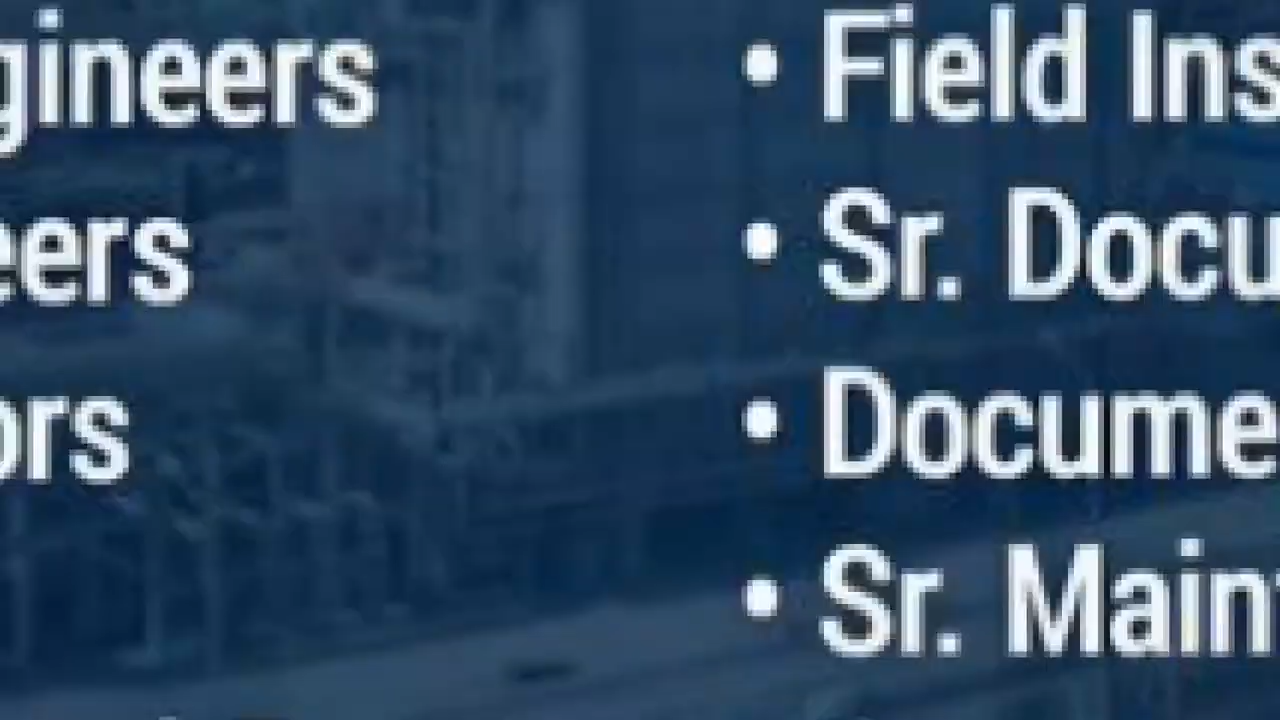 gineers
eers
ors
• Field Ins
• Sr. Docu
• Docume
• Sr. Main